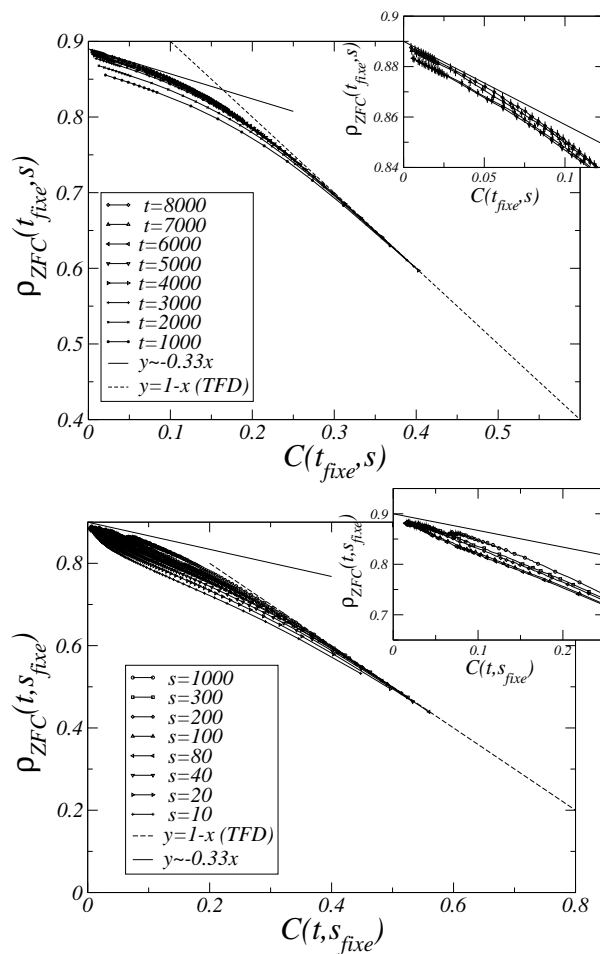 0.9
0.8
0.7
0.6
0.5
0.4
0 0.1 0.2 0.3 0.4 0.5
ρZFC(tfixe,s)
C(tfixe,s)
t=8000
t=7000
t=6000
t=5000
t=4000
t=3000
t=2000
t=1000
y~-0.33x
y=1-x (TFD)
0.89
0.88
0.86
0.84
0 0.05 0.1
ρZFC(tfixe,s)
C(tfixe,s)
0.8
0.6
0.4
0.2
0
0 0.2 0.4 0.6 0.8
ρZFC(t,sfixe)
C(t,sfixe)
s=1000
s=300
s=200
s=100
s=80
s=40
s=20
s=10
y=1-x (TFD)
y~-0.33x
0.9
0.9
0.8
0.7
0 0.1 0.2
ρZFC(t,sfixe)
C(t,sfixe)